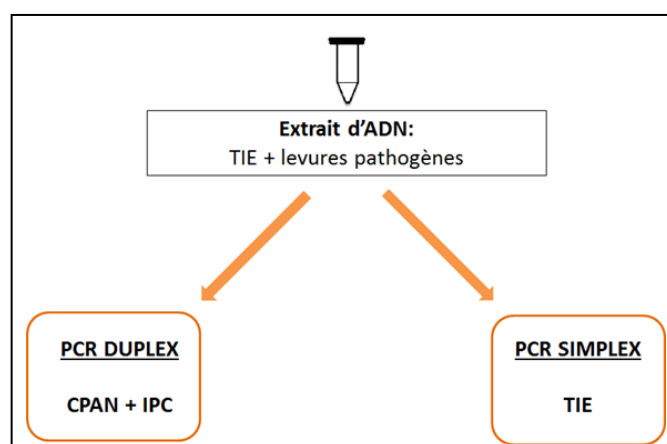 Extrait d'ADN:
TIE + levures pathogènes
PCR DUPLEX
CPAN + IPC
PCR SIMPLEX
TIE